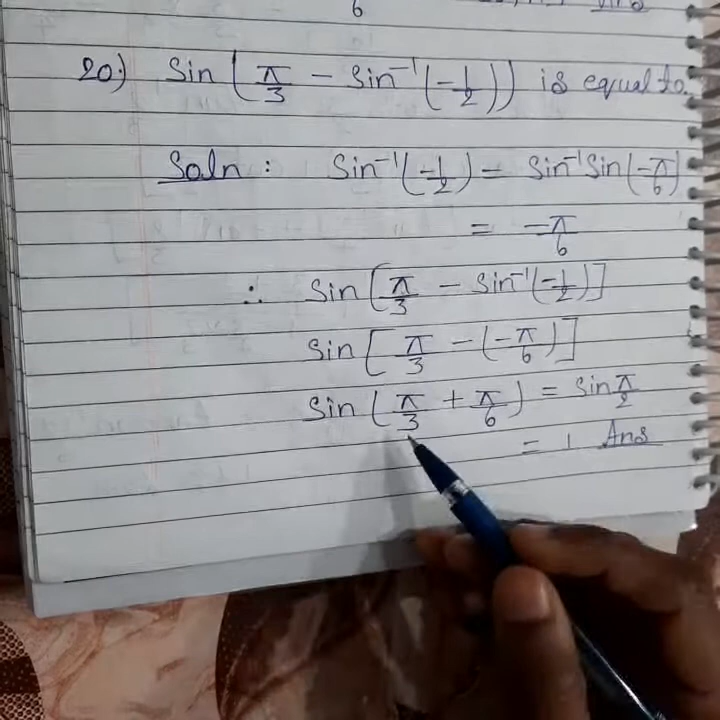 6
20.) Sin(π/3 − Sin⁻¹(−1/2)) is equal to
Soln : Sin⁻¹(−1/2) = Sin⁻¹Sin(−π/6)
= −π/6
∴ Sin[π/3 − Sin⁻¹(−1/2)]
Sin[π/3 − (−π/6)]
Sin(π/3 + π/6) = Sin π/2
= 1 Ans